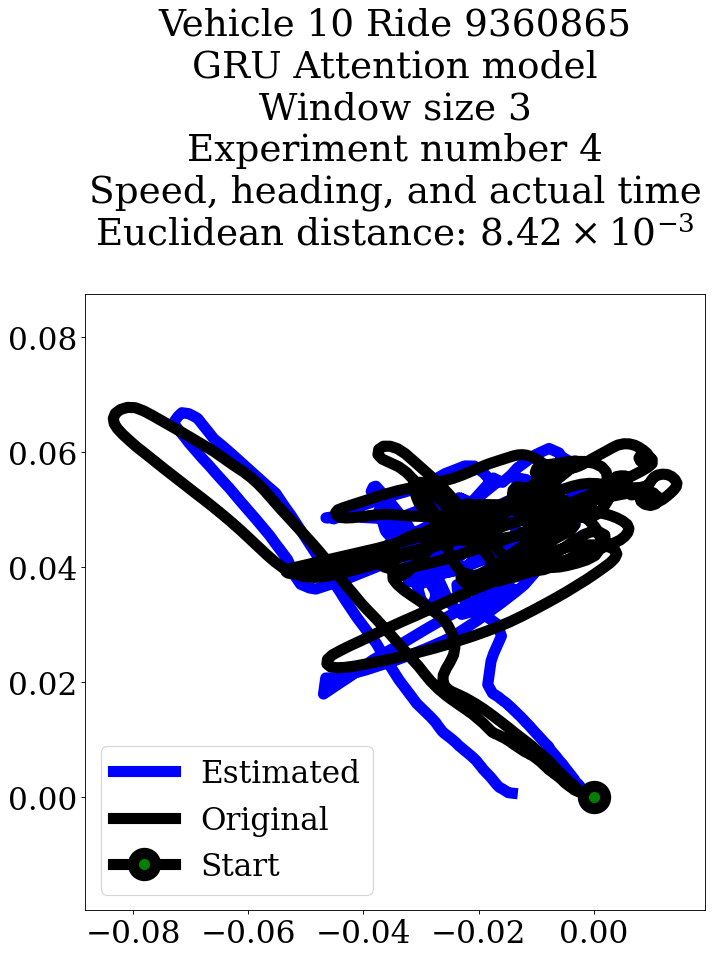 Vehicle 10 Ride 9360865
GRU Attention model
Window size 3
Experiment number 4
Speed, heading, and actual time
Euclidean distance: 8.42 × 10⁻³
0.08
0.06
0.04
0.02
0.00
Estimated
Original
Start
−0.08 −0.06 −0.04 −0.02 0.00